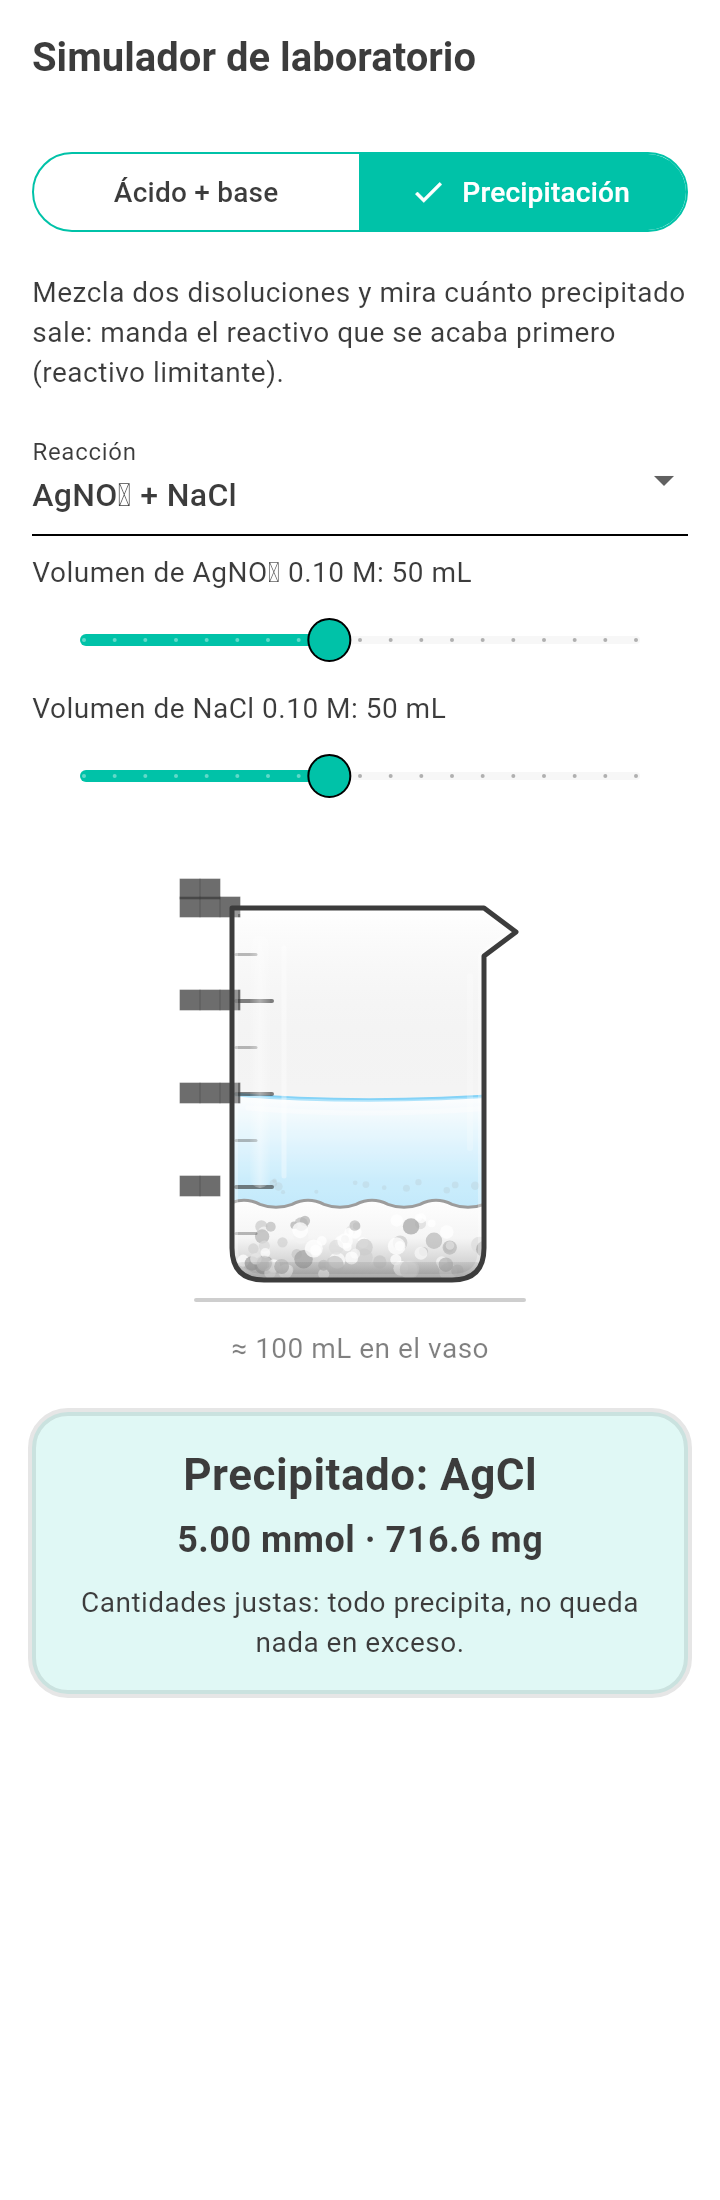 Simulador de laboratorio
Ácido + base
Precipitación
Mezcla dos disoluciones y mira cuánto precipitado
sale: manda el reactivo que se acaba primero
(reactivo limitante).
Reacción
AgNO + NaCl
Volumen de AgNO 0.10 M: 50 mL
Volumen de NaCl 0.10 M: 50 mL
≈ 100 mL en el vaso
Precipitado: AgCl
5.00 mmol · 716.6 mg
Cantidades justas: todo precipita, no queda
nada en exceso.